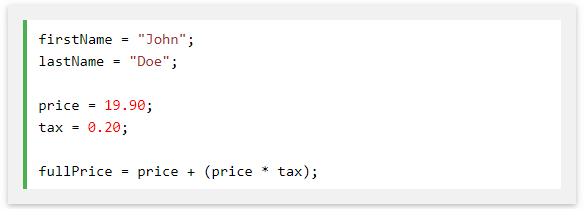 firstName = "John";
lastName = "Doe";
price = 19.90;
tax = 0.20;
fullPrice = price + (price * tax);